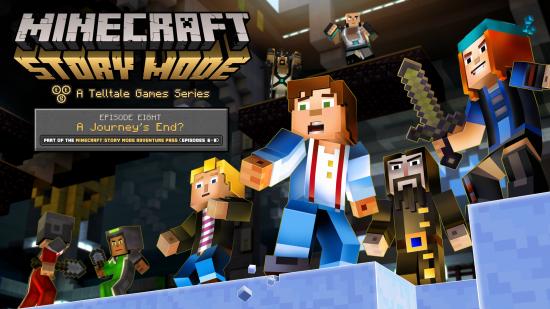 MINECRAFT
STORY MODE
A Telltale Games Series
EPISODE EIGHT
A Journey's End?
PART OF THE MINECRAFT STORY MODE ADVENTURE PASS (EPISODES 6-8)